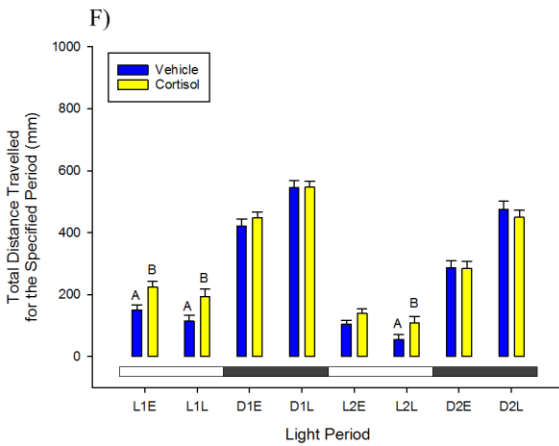 F)
1000
800
600
400
200
0
Total Distance Travelled
for the Specified Period (mm)
Vehicle
Cortisol
A
B
A
B
A
B
L1E
L1L
D1E
D1L
L2E
L2L
D2E
D2L
Light Period